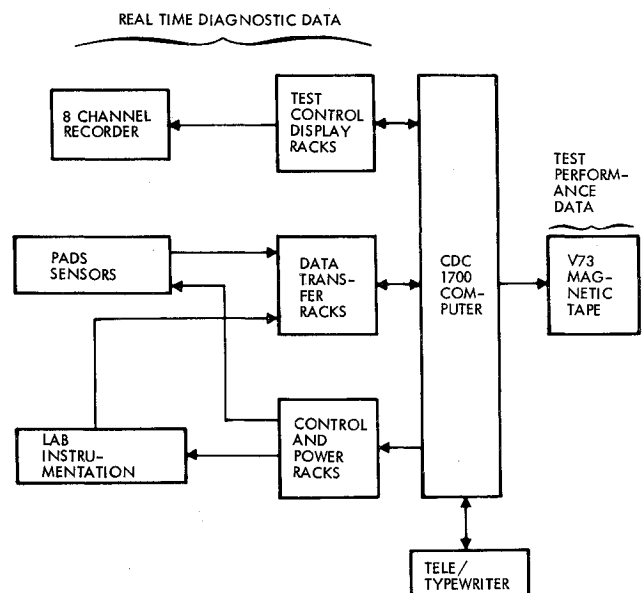 REAL TIME DIAGNOSTIC DATA
8 CHANNEL
RECORDER
TEST
CONTROL
DISPLAY
RACKS
TEST
PERFORM-
ANCE
DATA
PADS
SENSORS
DATA
TRANS-
FER
RACKS
CDC
1700
COM-
PUTER
V73
MAG-
NETIC
TAPE
LAB
INSTRU-
MENTATION
CONTROL
AND
POWER
RACKS
TELE/
TYPEWRITER